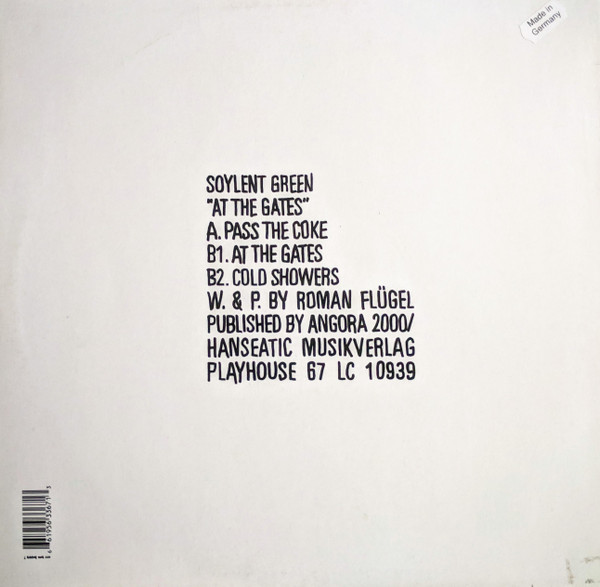 Made in
Germany
SOYLENT GREEN
"AT THE GATES"
A. PASS THE COKE
B1. AT THE GATES
B2. COLD SHOWERS
W. & P. BY ROMAN FLÜGEL
PUBLISHED BY ANGORA 2000/
HANSEATIC MUSIKVERLAG
PLAYHOUSE 67 LC 10939